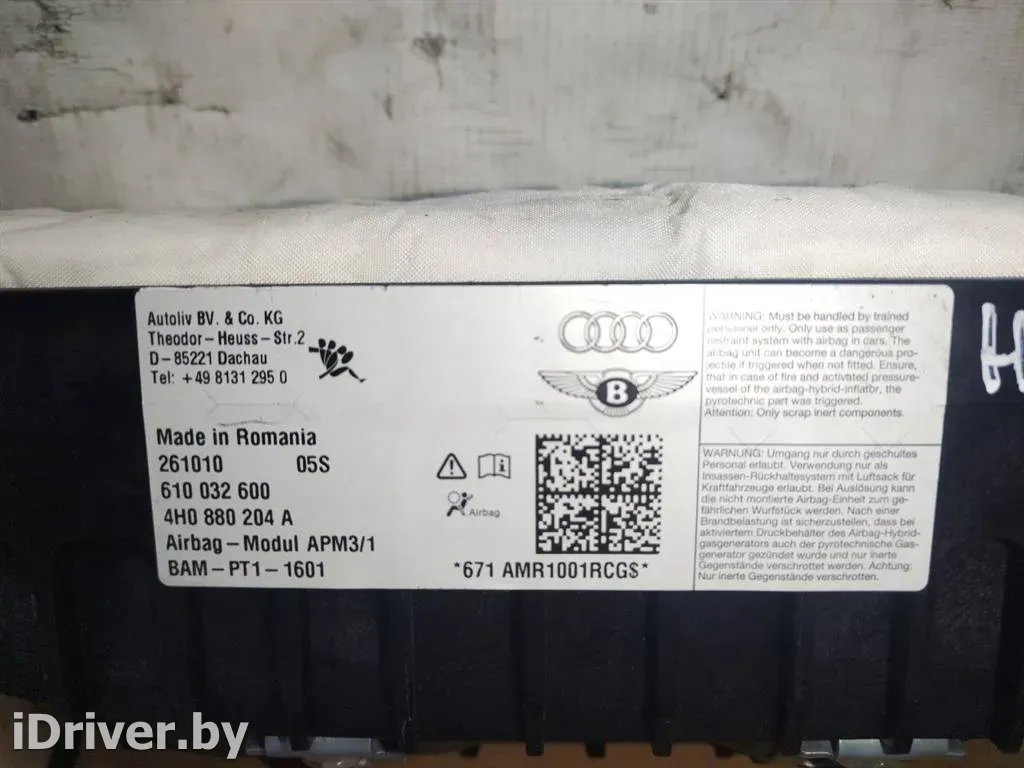 Autoliv BV. & Co. KG
Theodor-Heuss-Str.2
D-85221 Dachau
Tel: +49 8131 295 0
Made in Romania
261010 05S
610 032 600
4H0 880 204 A
Airbag-Modul APM3/1
BAM-PT1-1601
B
Airbag
*671 AMR1001RCG$*
WARNING: Must be handled by trained
personnel only. Only use as passenger
restraint system with airbag in cars. The
airbag unit can become a dangerous pro-
jectile if triggered when not fitted. Ensure,
that in case of fire and activated pressure-
vessel of the airbag-hybrid-inflator, the
pyrotechnic part was triggered.
Attention: Only scrap inert components.
WARNUNG: Umgang nur durch geschultes
Personal erlaubt. Verwendung nur als
Insassen-Rückhaltesystem mit Luftsack für
Kraftfahrzeuge erlaubt. Bei Auslösung kann
die nicht montierte Airbag-Einheit zum ge-
fährlichen Wurfstück werden. Nach einer
Brandbelastung ist sicherzustellen, dass bei
aktiviertem Druckbehälter des Airbag-Hybrid-
gasgenerators auch der pyrotechnische Gas-
generator gezündet wurde und nur inerte
Gegenstände verschrottet werden. Achtung:
Nur inerte Gegenstände verschrotten.
iDriver.by